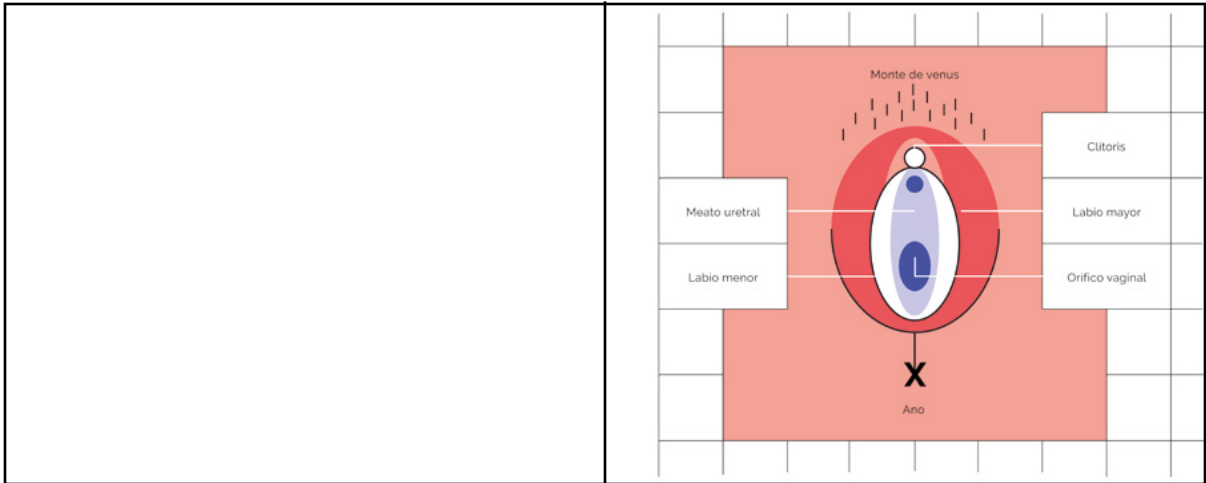 Monte de venus
Clitoris
Meato uretral
Labio mayor
Labio menor
Orifico vaginal
X
Ano